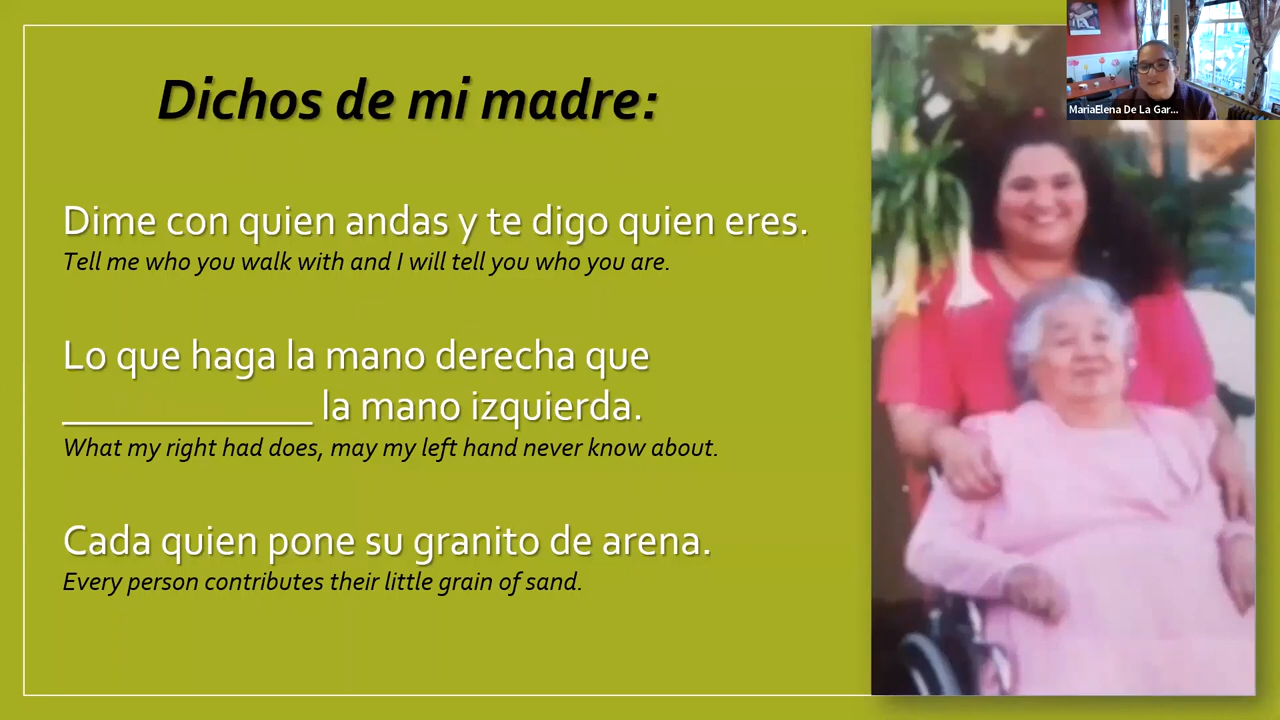 MariaElena De La Gar...
Dichos de mi madre:
Dime con quien andas y te digo quien eres.
Tell me who you walk with and I will tell you who you are.
Lo que haga la mano derecha que
____________ la mano izquierda.
What my right had does, may my left hand never know about.
Cada quien pone su granito de arena.
Every person contributes their little grain of sand.